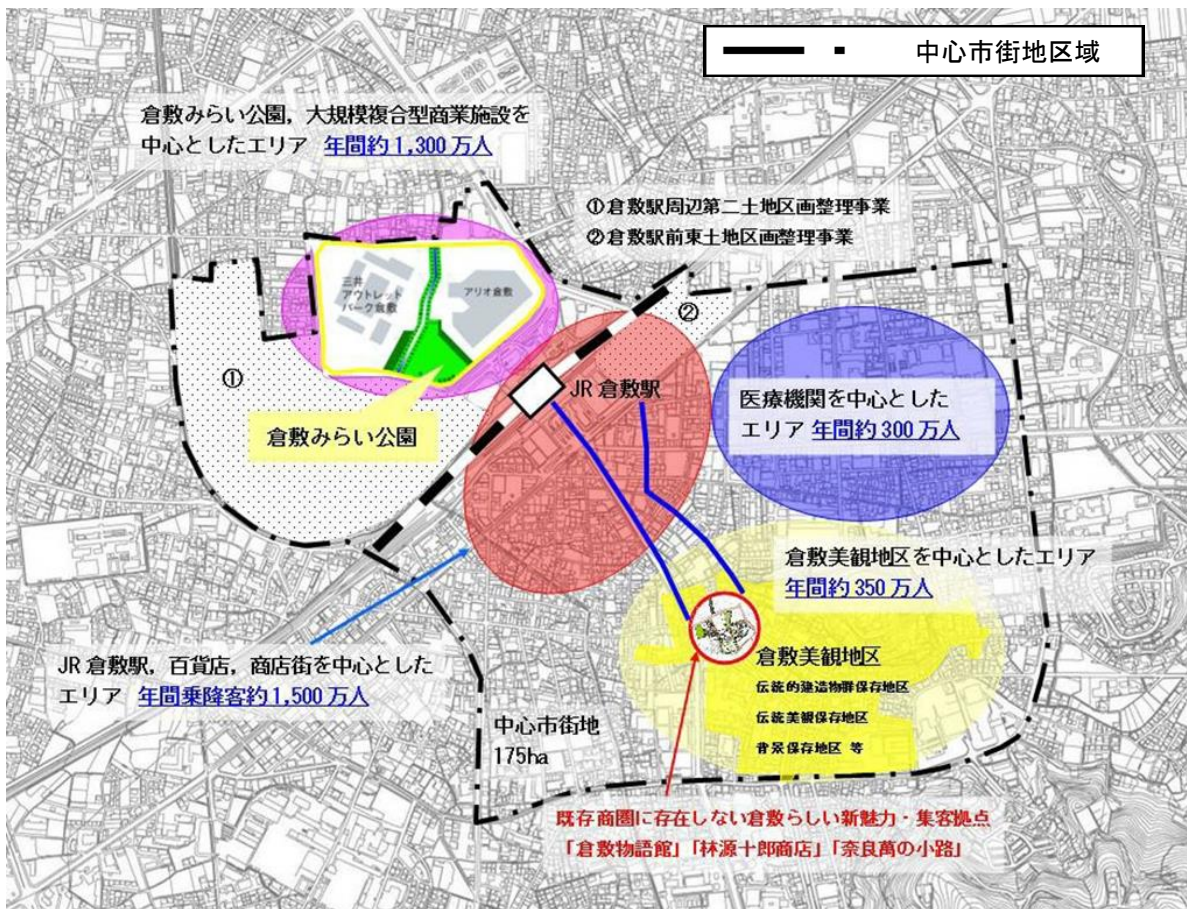 中心市街地区域
倉敷みらい公園，大規模複合型商業施設を
中心としたエリア 年間約1,300万人
①倉敷駅周辺第二土地区画整理事業
②倉敷駅前東土地区画整理事業
三井
アウトレット
パーク倉敷
アリオ倉敷
②
①
JR倉敷駅
倉敷みらい公園
医療機関を中心とした
エリア 年間約300万人
倉敷美観地区を中心としたエリア
年間約350万人
JR倉敷駅，百貨店，商店街を中心とした
エリア 年間乗降客約1,500万人
倉敷美観地区
伝統的建造物群保存地区
伝統美観保存地区
背景保存地区 等
中心市街地
175ha
既存商圏に存在しない倉敷らしい新魅力・集客拠点
「倉敷物語館」「林源十郎商店」「奈良萬の小路」